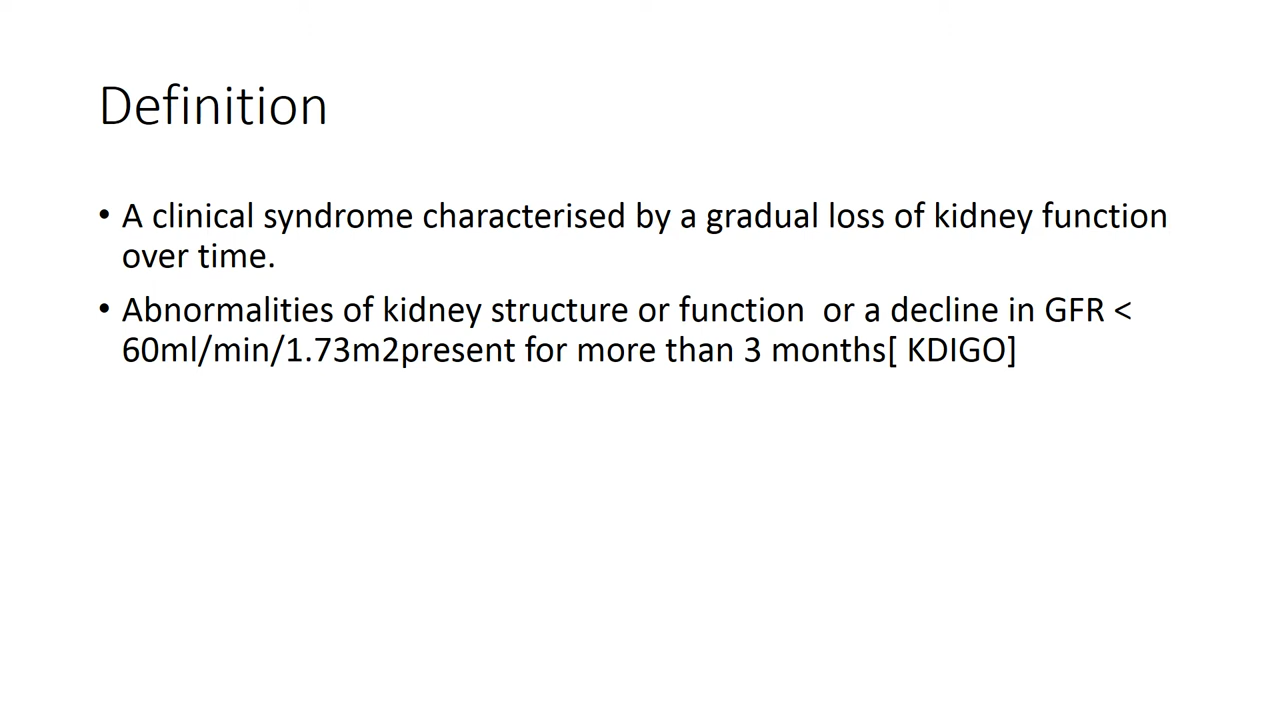 Definition
• A clinical syndrome characterised by a gradual loss of kidney function
over time.
• Abnormalities of kidney structure or function  or a decline in GFR <
60ml/min/1.73m2present for more than 3 months[ KDIGO]